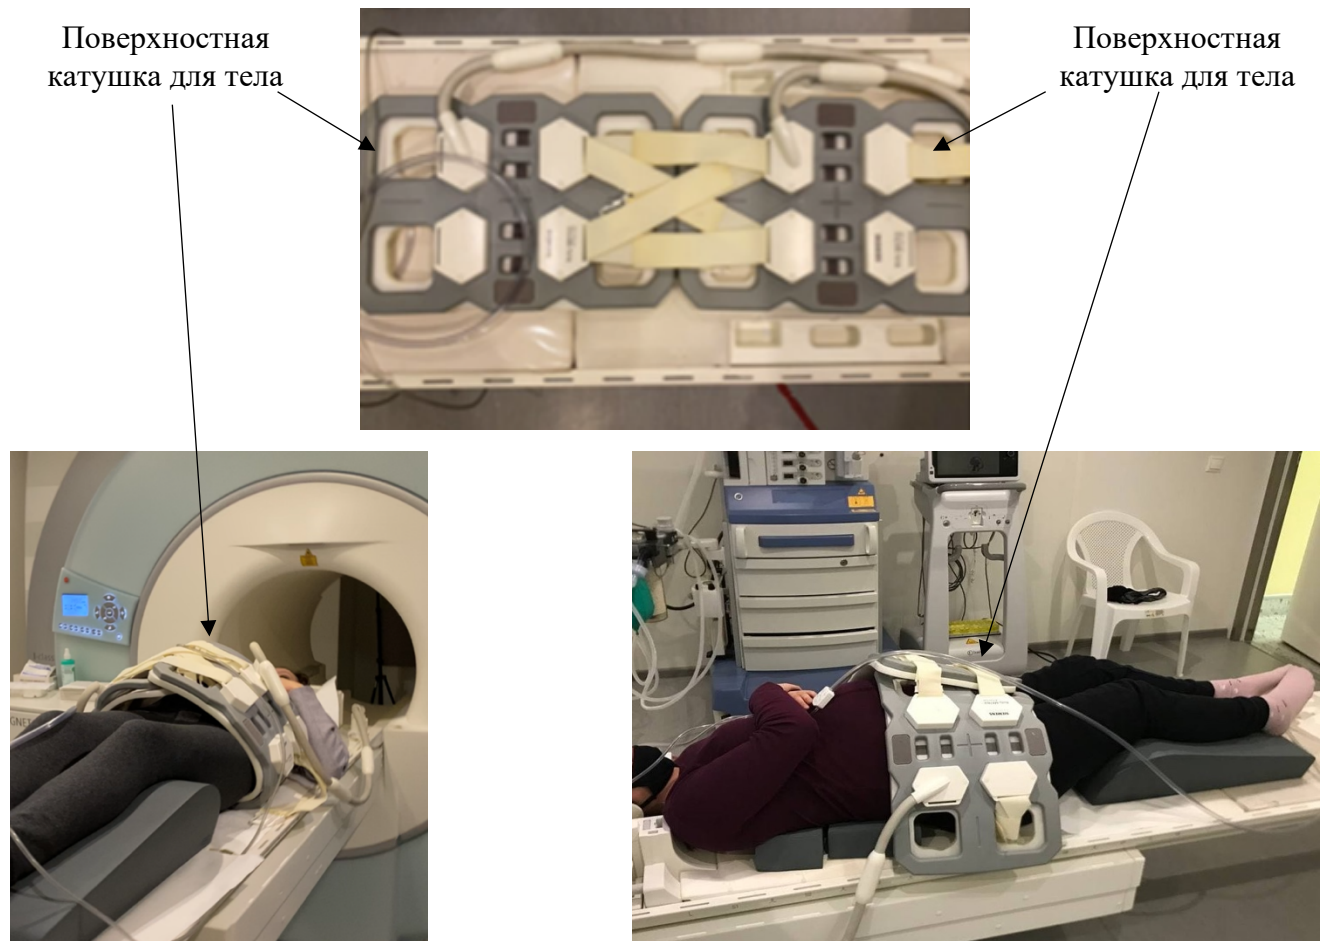 Поверхностная
катушка для тела
Поверхностная
катушка для тела